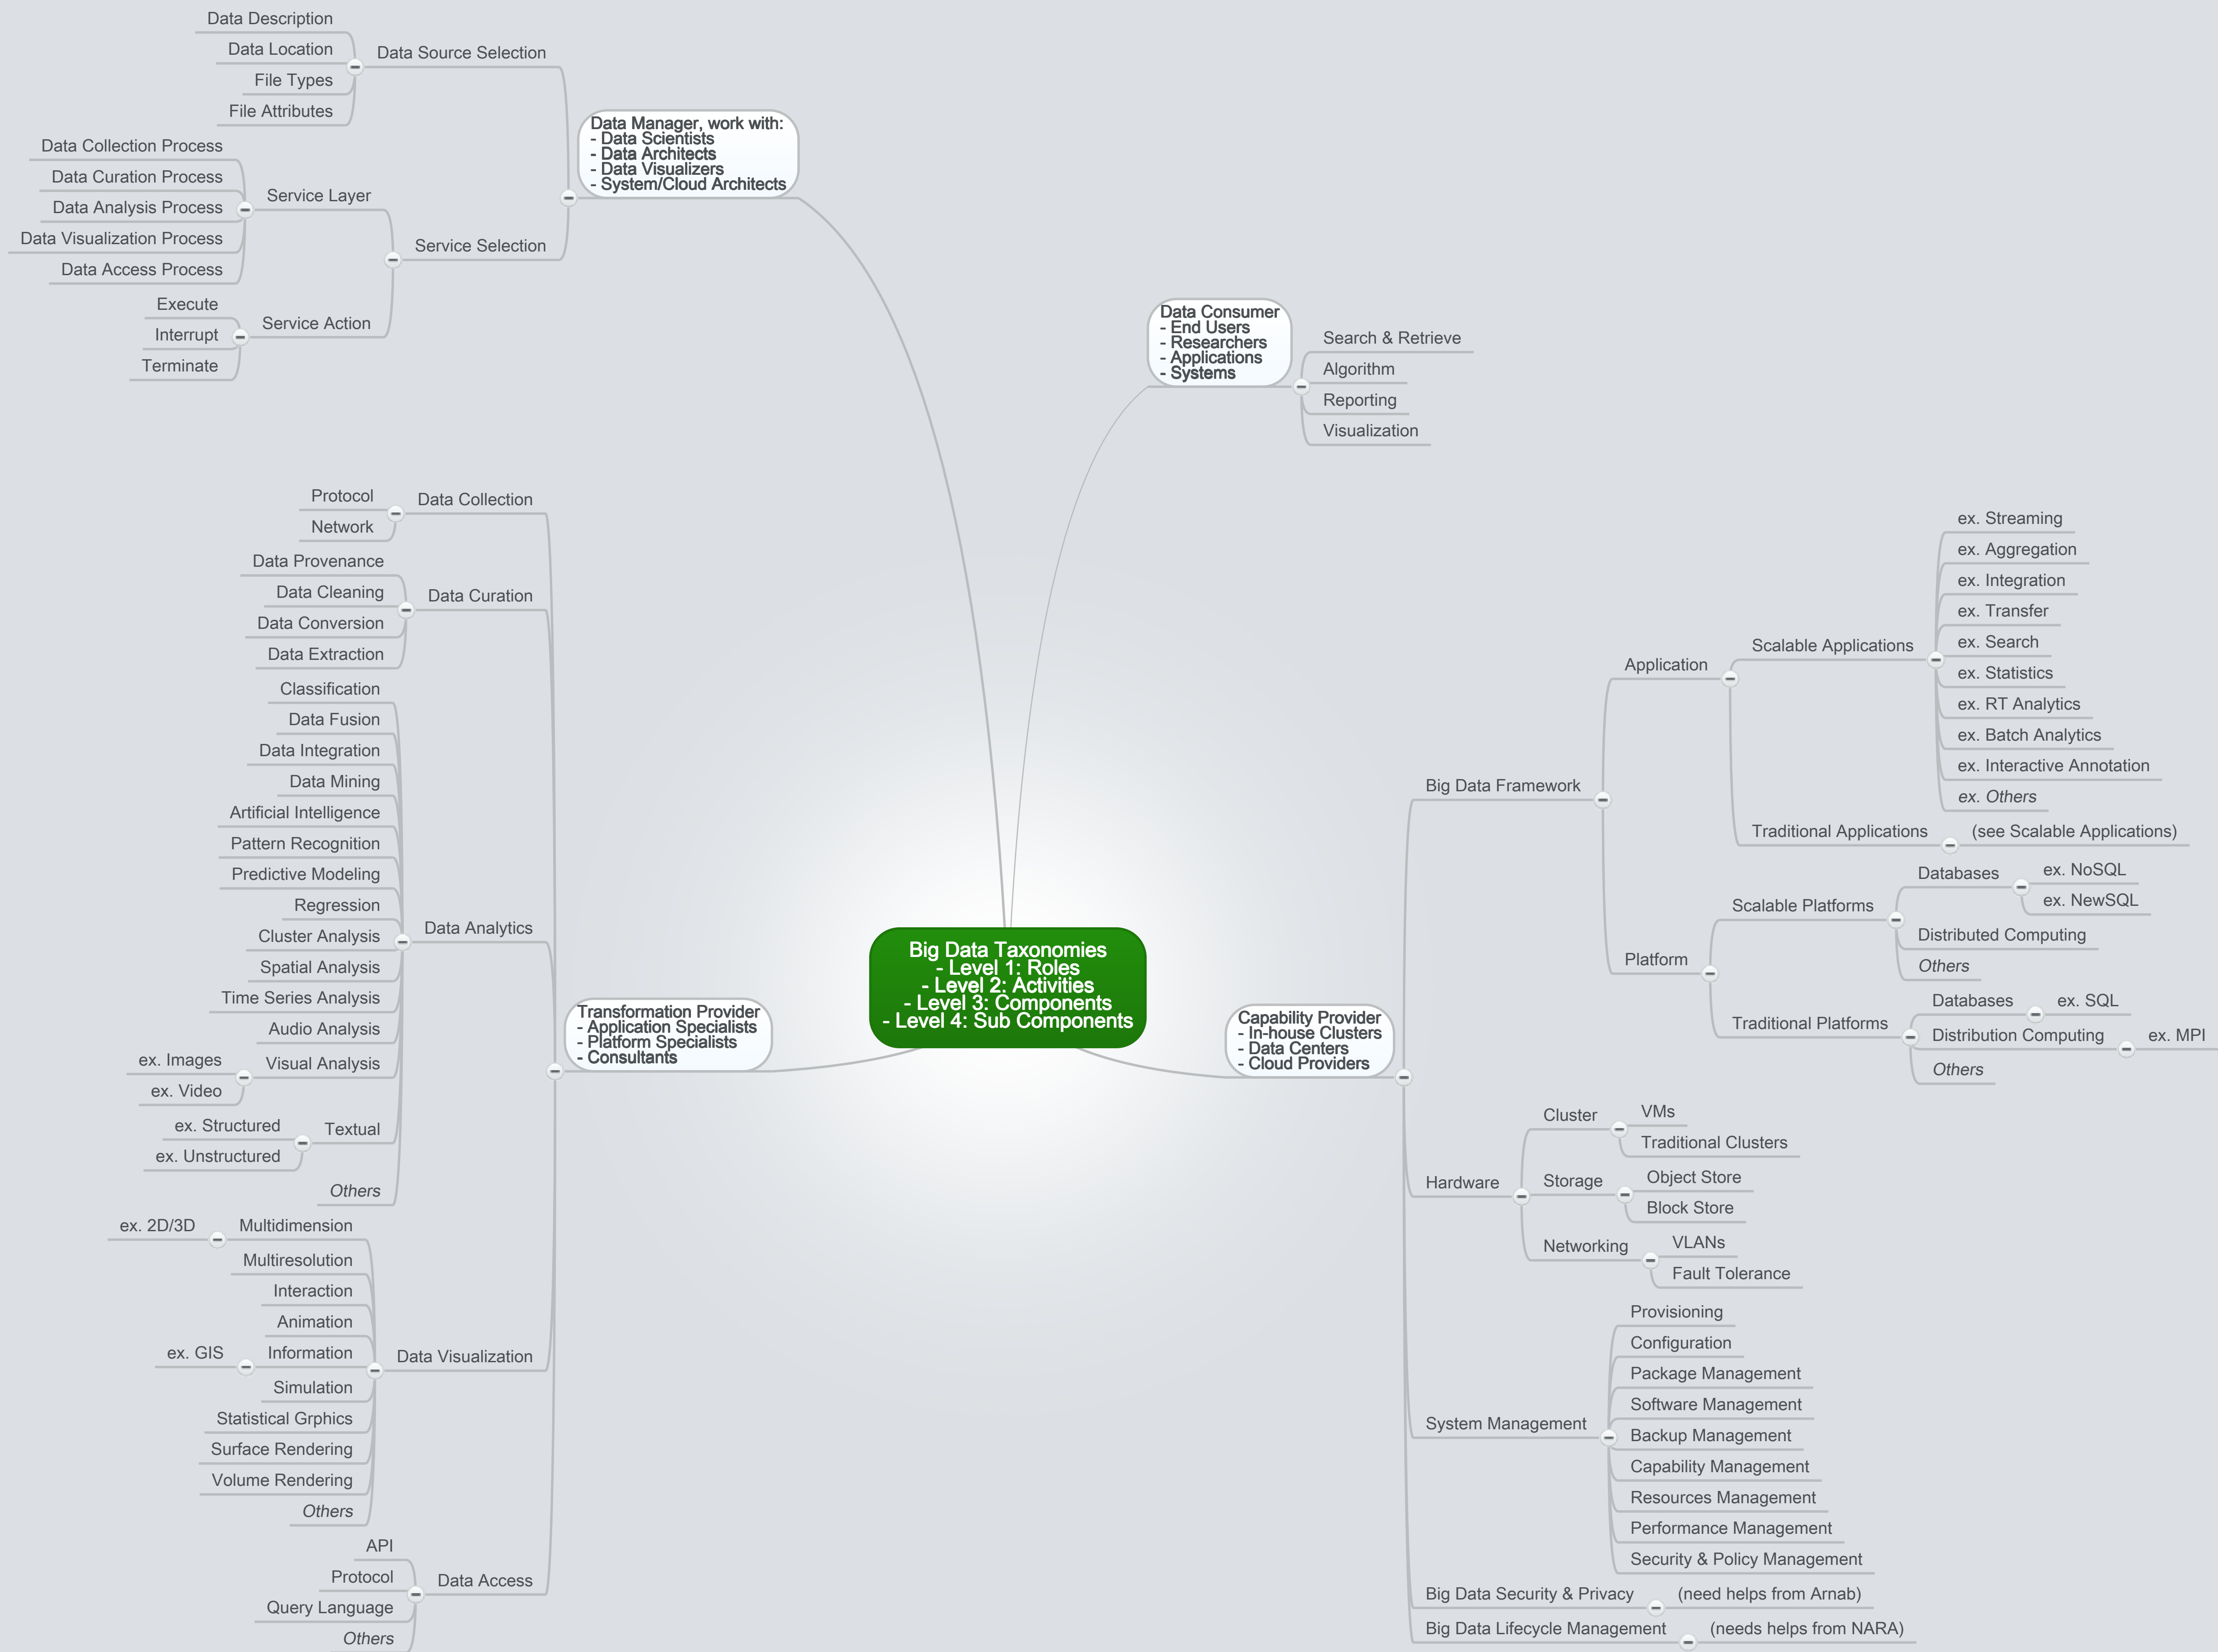 Big Data Taxonomies
- Level 1: Roles
- Level 2: Activities
- Level 3: Components
- Level 4: Sub Components
Data Manager, work with:
- Data Scientists
- Data Architects
- Data Visualizers
- System/Cloud Architects
Data Source Selection
Data Description
Data Location
File Types
File Attributes
Service Selection
Service Layer
Data Collection Process
Data Curation Process
Data Analysis Process
Data Visualization Process
Data Access Process
Service Action
Execute
Interrupt
Terminate
Transformation Provider
- Application Specialists
- Platform Specialists
- Consultants
Data Collection
Protocol
Network
Data Curation
Data Provenance
Data Cleaning
Data Conversion
Data Extraction
Data Analytics
Classification
Data Fusion
Data Integration
Data Mining
Artificial Intelligence
Pattern Recognition
Predictive Modeling
Regression
Cluster Analysis
Spatial Analysis
Time Series Analysis
Audio Analysis
Visual Analysis
ex. Images
ex. Video
Textual
ex. Structured
ex. Unstructured
Others
Data Visualization
Multidimension
ex. 2D/3D
Multiresolution
Interaction
Animation
Information
ex. GIS
Simulation
Statistical Grphics
Surface Rendering
Volume Rendering
Others
Data Access
API
Protocol
Query Language
Others
Data Consumer
- End Users
- Researchers
- Applications
- Systems
Search & Retrieve
Algorithm
Reporting
Visualization
Capability Provider
- In-house Clusters
- Data Centers
- Cloud Providers
Big Data Framework
Application
Scalable Applications
ex. Streaming
ex. Aggregation
ex. Integration
ex. Transfer
ex. Search
ex. Statistics
ex. RT Analytics
ex. Batch Analytics
ex. Interactive Annotation
ex. Others
Traditional Applications
(see Scalable Applications)
Platform
Scalable Platforms
Databases
ex. NoSQL
ex. NewSQL
Distributed Computing
Others
Traditional Platforms
Databases
ex. SQL
Distribution Computing
ex. MPI
Others
Hardware
Cluster
VMs
Traditional Clusters
Storage
Object Store
Block Store
Networking
VLANs
Fault Tolerance
System Management
Provisioning
Configuration
Package Management
Software Management
Backup Management
Capability Management
Resources Management
Performance Management
Security & Policy Management
Big Data Security & Privacy
(need helps from Arnab)
Big Data Lifecycle Management
(needs helps from NARA)